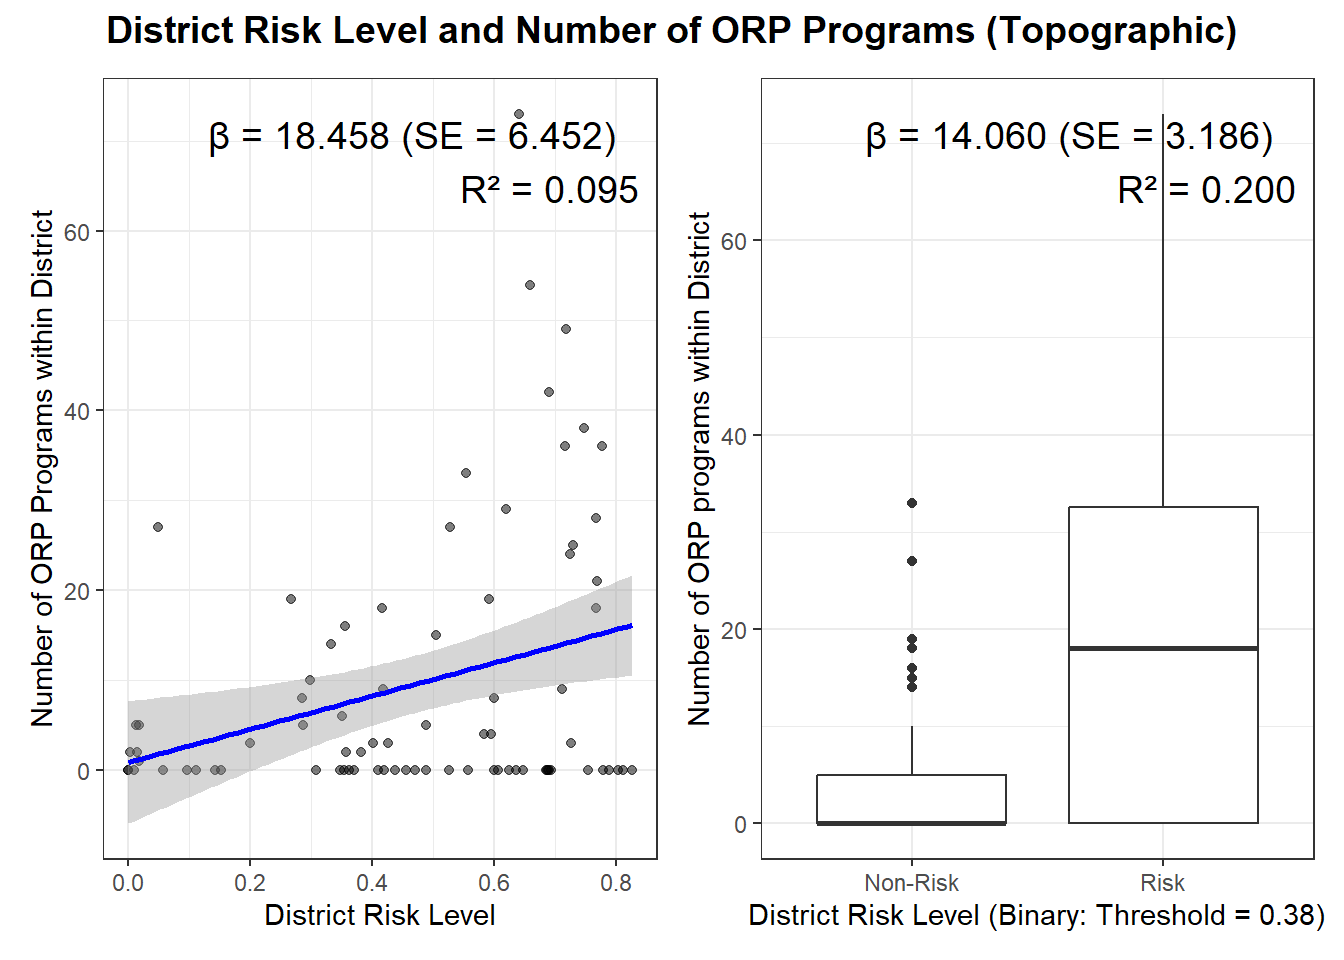 District Risk Level and Number of ORP Programs (Topographic)
β = 18.458 (SE = 6.452)
R² = 0.095
Number of ORP Programs within District
60
40
20
0
0.0 0.2 0.4 0.6 0.8
District Risk Level
β = 14.060 (SE = 3.186)
R² = 0.200
Number of ORP programs within District
60
40
20
0
Non-Risk Risk
District Risk Level (Binary: Threshold = 0.38)